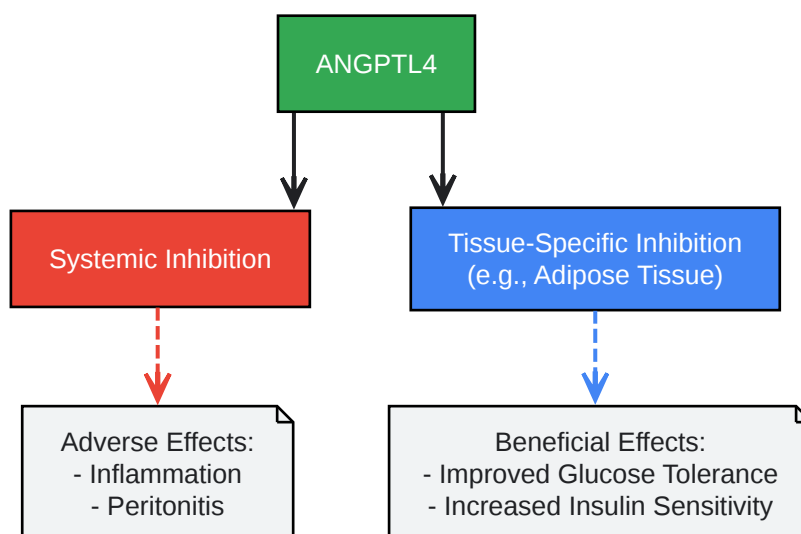 ANGPTL4
Systemic Inhibition
Tissue-Specific Inhibition
(e.g., Adipose Tissue)
Adverse Effects:
- Inflammation
- Peritonitis
Beneficial Effects:
- Improved Glucose Tolerance
- Increased Insulin Sensitivity